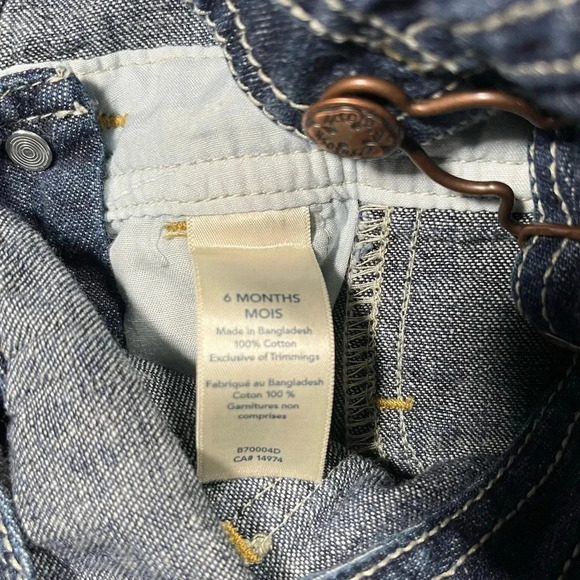 6 MONTHS
MOIS
Made in Bangladesh
100% Cotton
Exclusive of Trimmings
Fabriqué au Bangladesh
Coton 100 %
Garnitures non
comprises
B70004D
CA# 14974